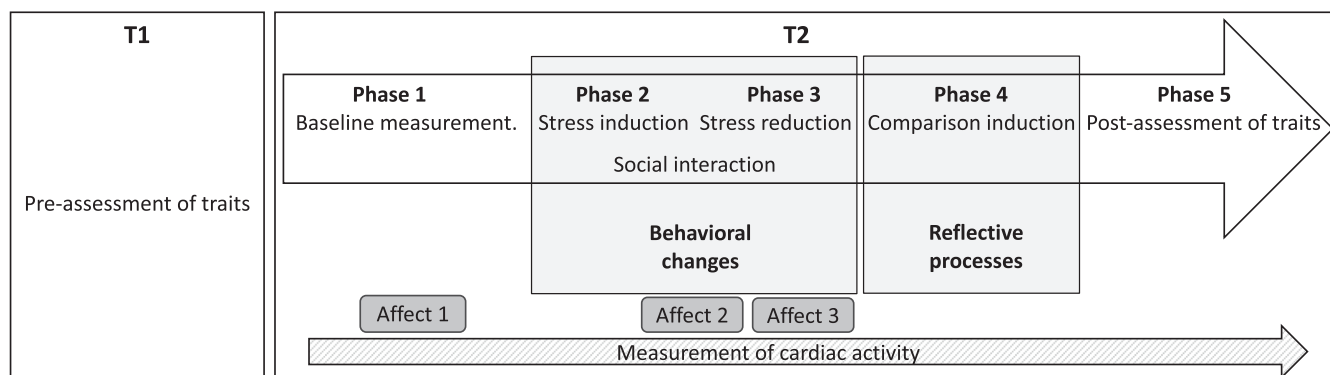 T1
Pre-assessment of traits
T2
Phase 1
Baseline measurement.
Phase 2
Stress induction
Phase 3
Stress reduction
Social interaction
Phase 4
Comparison induction
Phase 5
Post-assessment of traits
Behavioral
changes
Reflective
processes
Affect 1
Affect 2
Affect 3
Measurement of cardiac activity